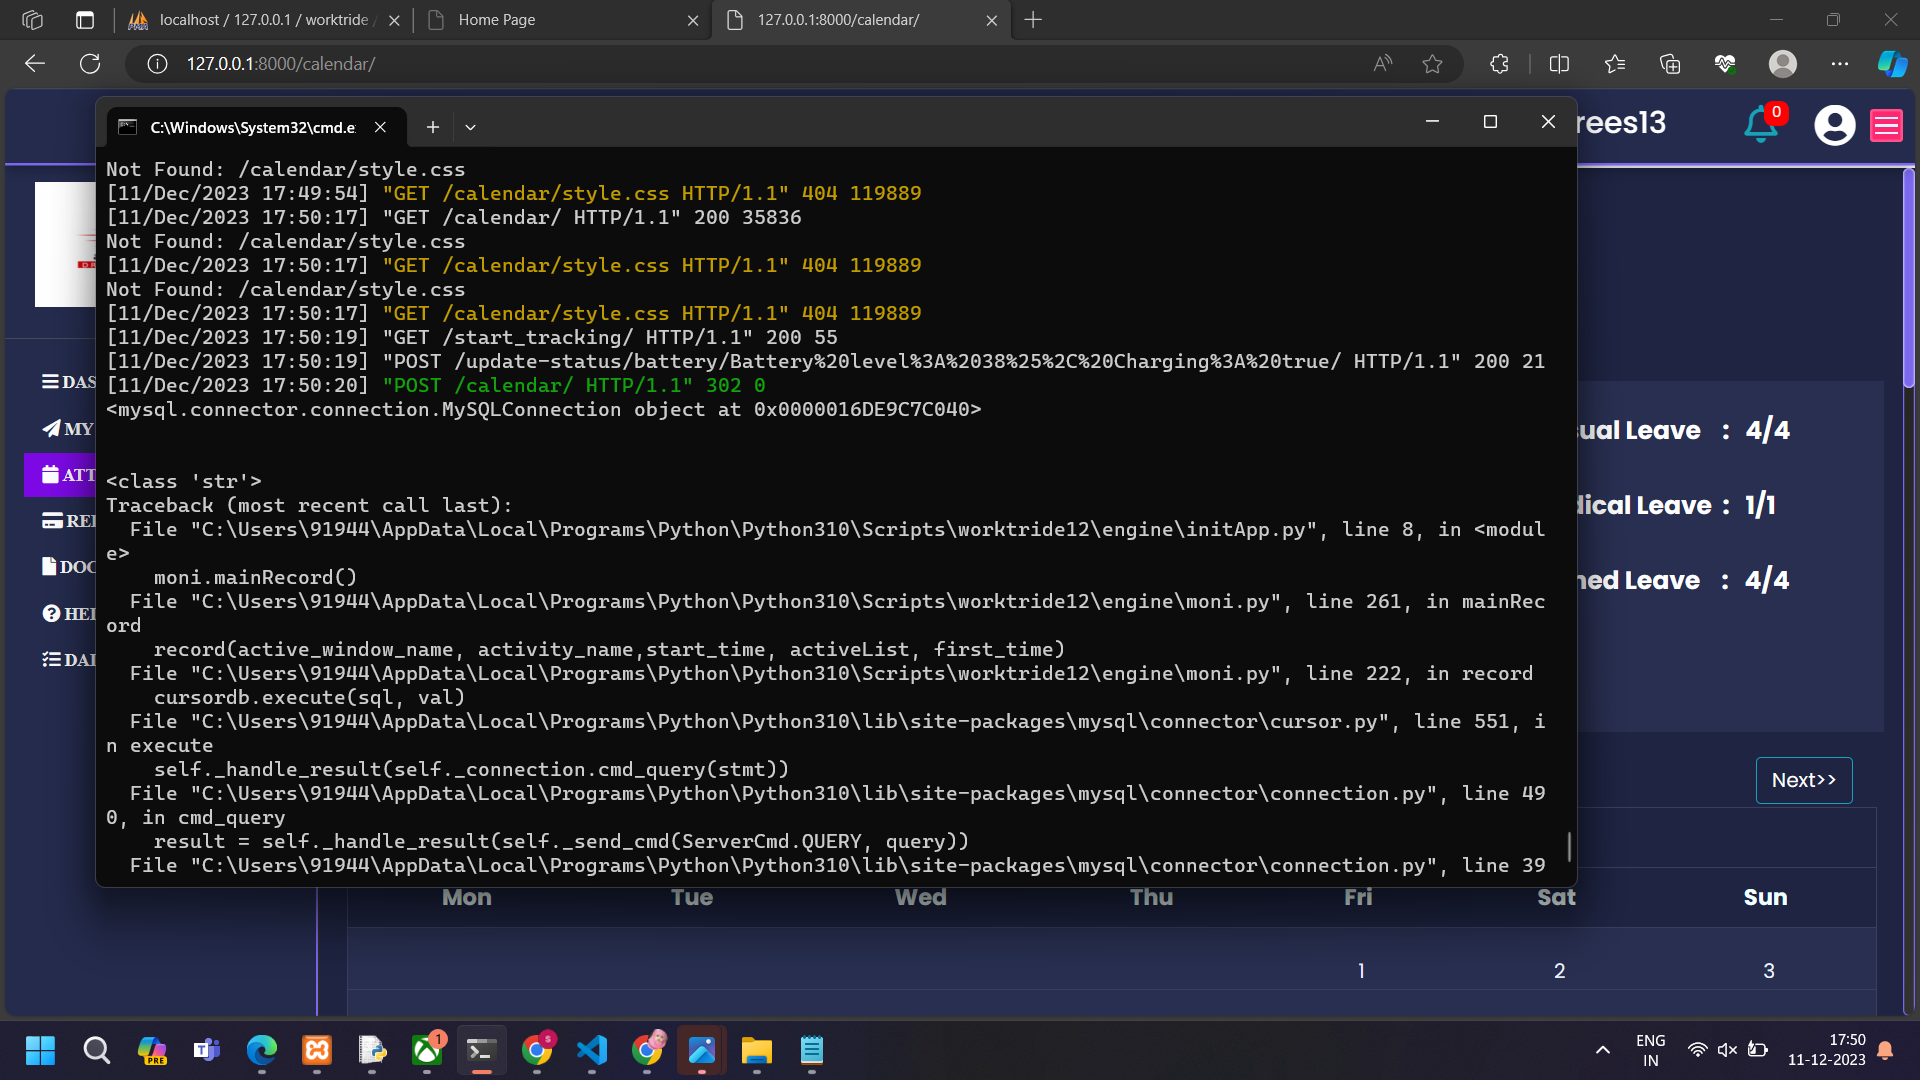 localhost / 127.0.0.1 / worktride /
Home Page
127.0.0.1:8000/calendar/
127.0.0.1:8000/calendar/
C:\Windows\System32\cmd.e
rees13
0
Not Found: /calendar/style.css
[11/Dec/2023 17:49:54] "GET /calendar/style.css HTTP/1.1" 404 119889
[11/Dec/2023 17:50:17] "GET /calendar/ HTTP/1.1" 200 35836
Not Found: /calendar/style.css
[11/Dec/2023 17:50:17] "GET /calendar/style.css HTTP/1.1" 404 119889
Not Found: /calendar/style.css
[11/Dec/2023 17:50:17] "GET /calendar/style.css HTTP/1.1" 404 119889
[11/Dec/2023 17:50:19] "GET /start_tracking/ HTTP/1.1" 200 55
[11/Dec/2023 17:50:19] "POST /update-status/battery/Battery%20level%3A%2038%25%2C%20Charging%3A%20true/ HTTP/1.1" 200 21
[11/Dec/2023 17:50:20] "POST /calendar/ HTTP/1.1" 302 0
<mysql.connector.connection.MySQLConnection object at 0x0000016DE9C7C040>
<class 'str'>
Traceback (most recent call last):
File "C:\Users\91944\AppData\Local\Programs\Python\Python310\Scripts\worktride12\engine\initApp.py", line 8, in <modul
e>
moni.mainRecord()
File "C:\Users\91944\AppData\Local\Programs\Python\Python310\Scripts\worktride12\engine\moni.py", line 261, in mainRec
ord
record(active_window_name, activity_name,start_time, activeList, first_time)
File "C:\Users\91944\AppData\Local\Programs\Python\Python310\Scripts\worktride12\engine\moni.py", line 222, in record
cursordb.execute(sql, val)
File "C:\Users\91944\AppData\Local\Programs\Python\Python310\lib\site-packages\mysql\connector\cursor.py", line 551, i
n execute
self._handle_result(self._connection.cmd_query(stmt))
File "C:\Users\91944\AppData\Local\Programs\Python\Python310\lib\site-packages\mysql\connector\connection.py", line 49
0, in cmd_query
result = self._handle_result(self._send_cmd(ServerCmd.QUERY, query))
File "C:\Users\91944\AppData\Local\Programs\Python\Python310\lib\site-packages\mysql\connector\connection.py", line 39
DAS
MY
ATT
REI
DOC
HEI
DAI
sual Leave : 4/4
dical Leave : 1/1
ned Leave : 4/4
Next>>
Mon Tue Wed Thu Fri Sat Sun
1 2 3
PRE
1
ENG
IN
17:50
11-12-2023